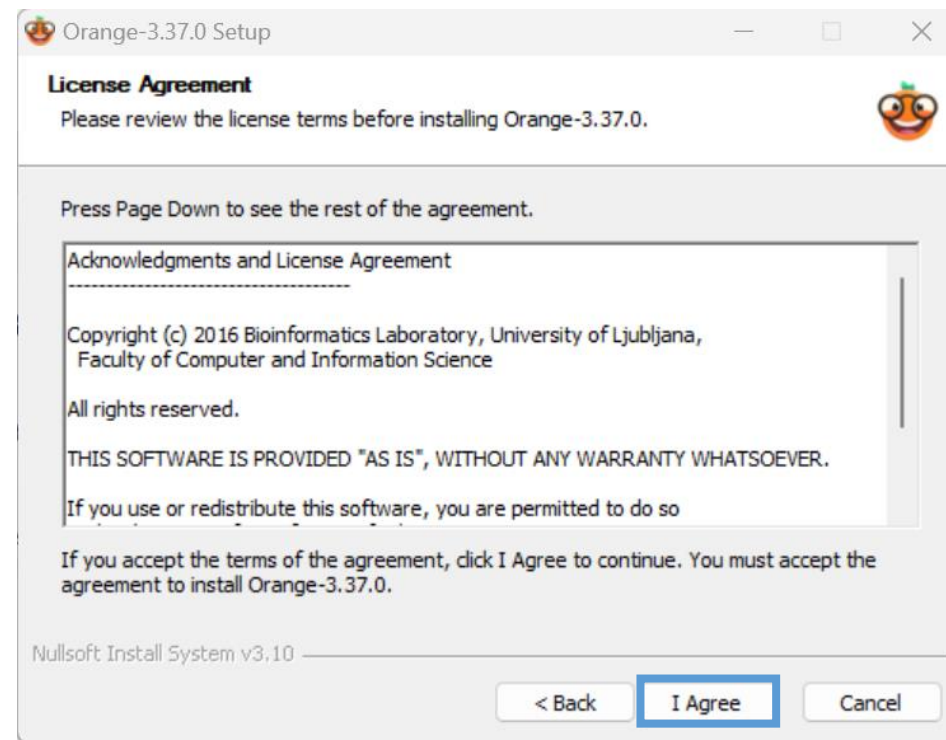 Orange-3.37.0 Setup
License Agreement
Please review the license terms before installing Orange-3.37.0.
Press Page Down to see the rest of the agreement.
Acknowledgments and License Agreement
-------------------------------------
Copyright (c) 2016 Bioinformatics Laboratory, University of Ljubljana,
Faculty of Computer and Information Science
All rights reserved.
THIS SOFTWARE IS PROVIDED "AS IS", WITHOUT ANY WARRANTY WHATSOEVER.
If you use or redistribute this software, you are permitted to do so
If you accept the terms of the agreement, click I Agree to continue. You must accept the
agreement to install Orange-3.37.0.
Nullsoft Install System v3.10
< Back I Agree Cancel